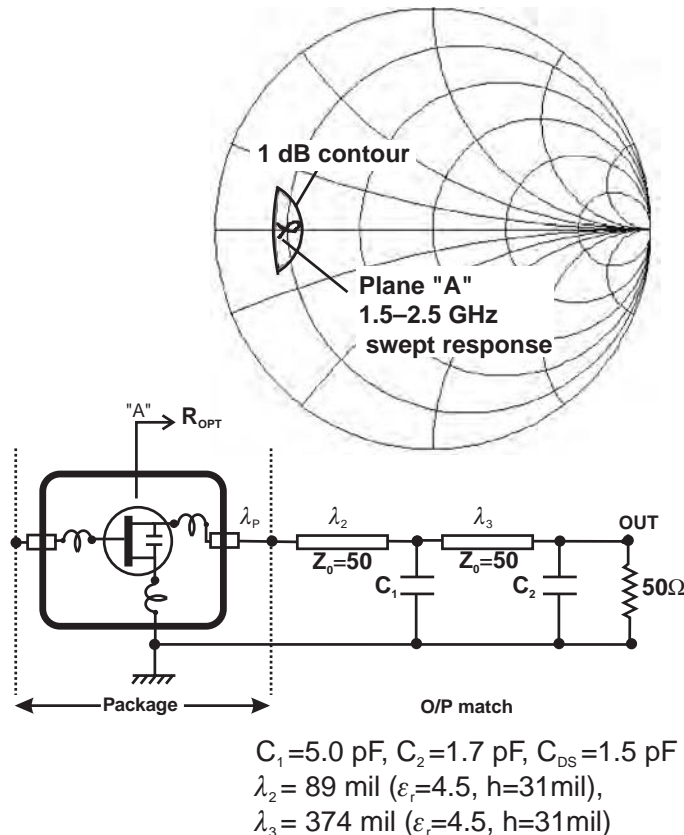 1 dB contour
Plane "A"
1.5–2.5 GHz
swept response
"A"
R_OPT
λ_P
λ_2
λ_3
OUT
Z_0=50
Z_0=50
C_1
C_2
50Ω
Package
O/P match
C_1=5.0 pF, C_2=1.7 pF, C_DS=1.5 pF
λ_2= 89 mil (ε_r=4.5, h=31mil),
λ_3= 374 mil (ε_r=4.5, h=31mil)